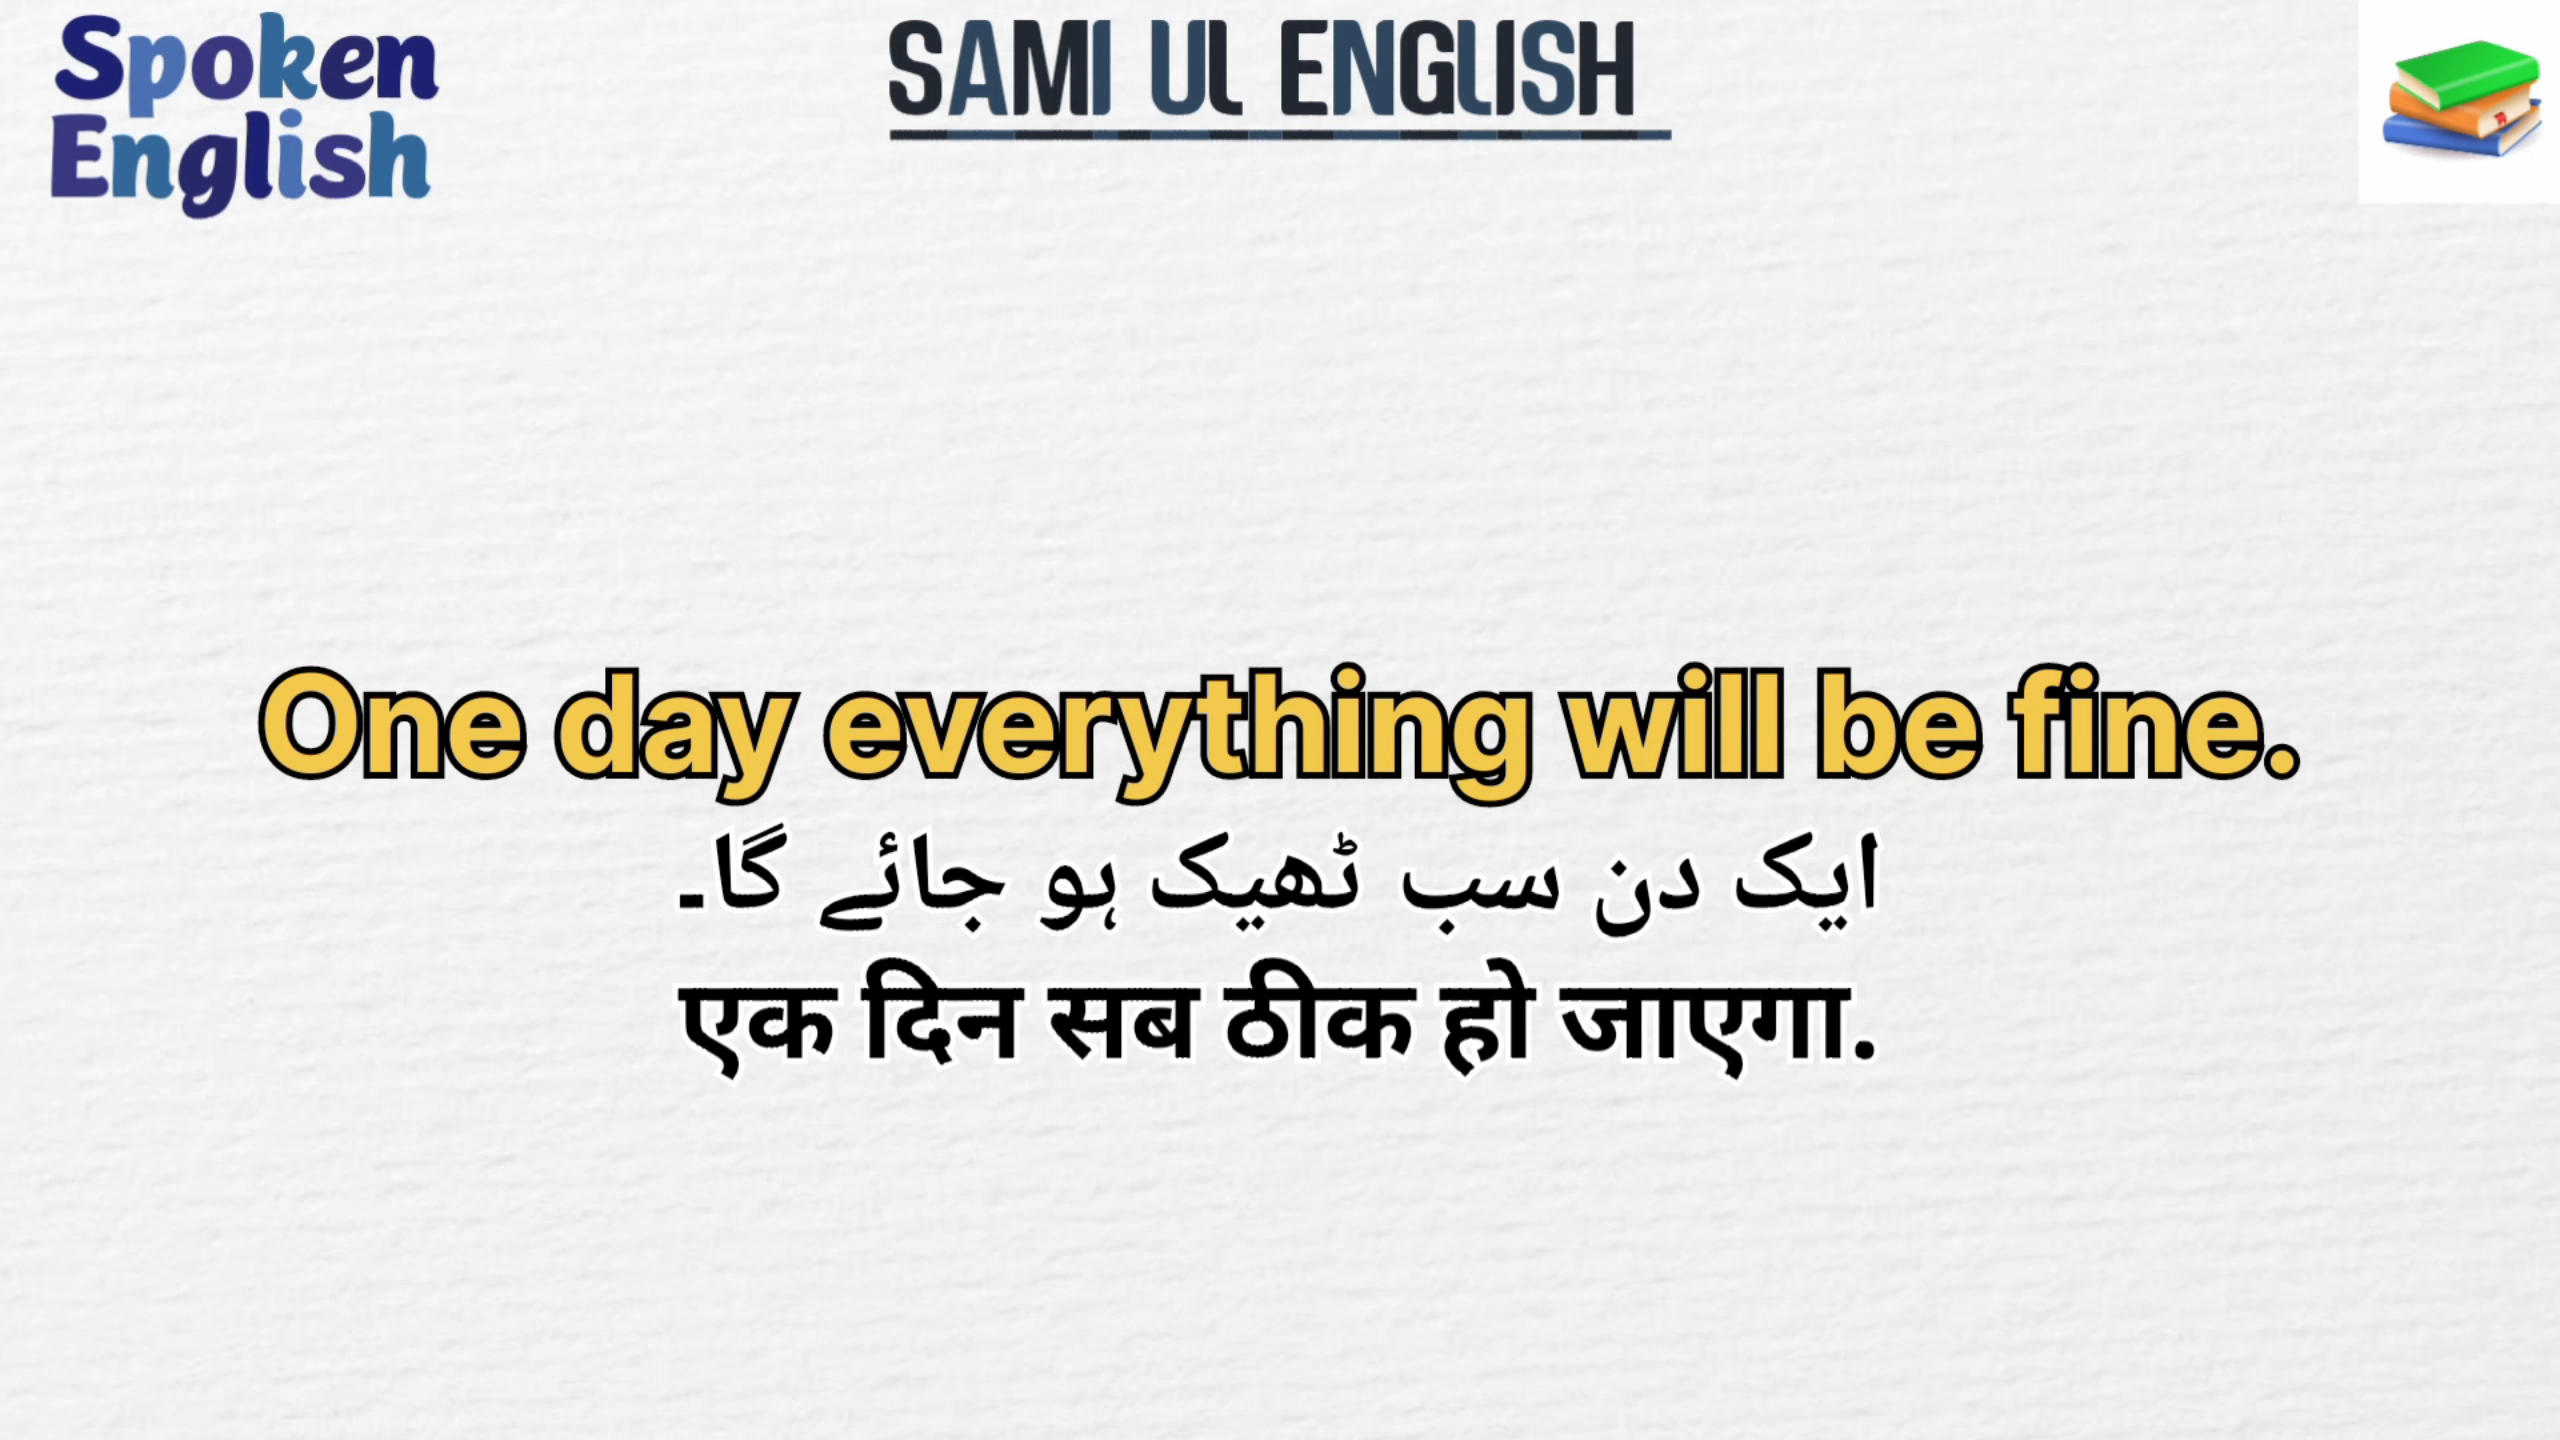 Spoken
English
SAMI UL ENGLISH
One day everything will be fine.
ایک دن سب ٹھیک ہو جائے گا۔
एक दिन सब ठीक हो जाएगा.